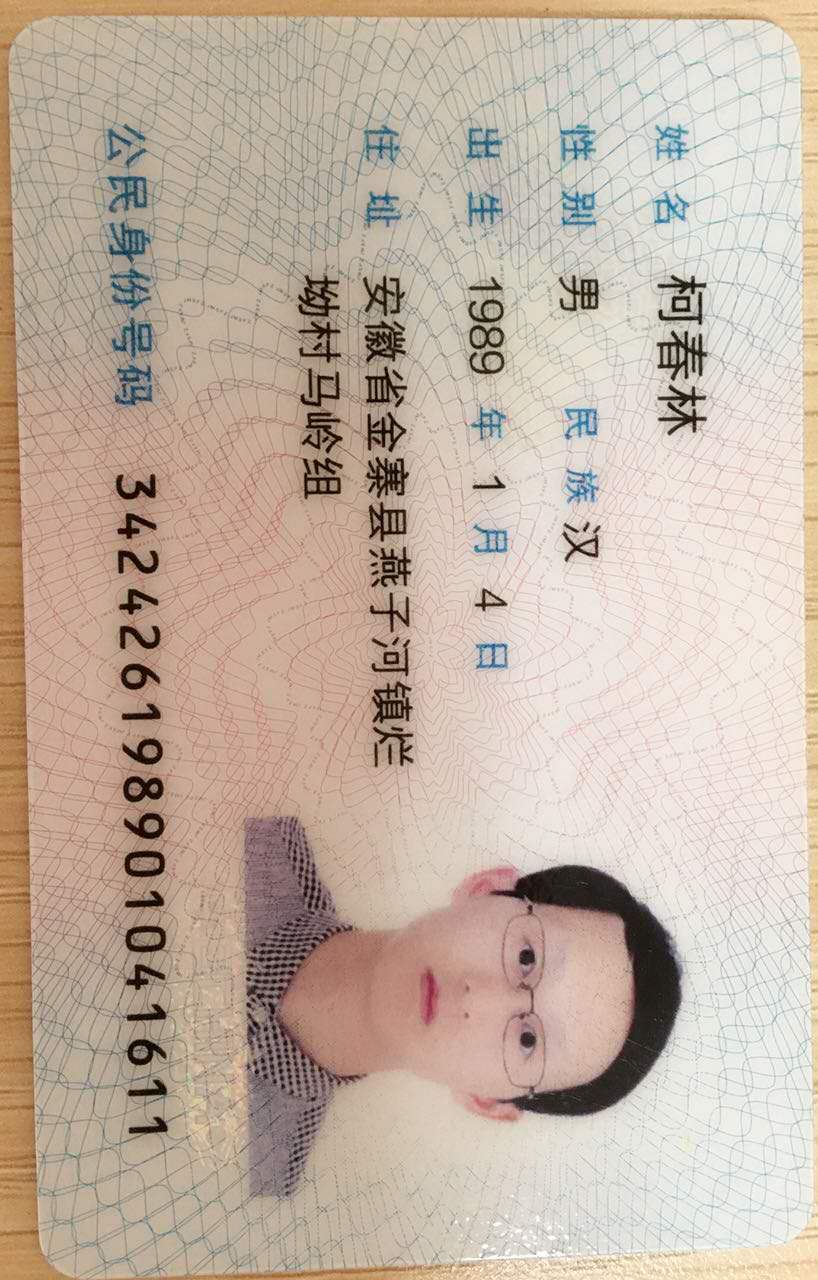 姓名 柯春林
性别 男 民族 汉
出生 1989 年 1 月 4 日
住址 安徽省金寨县燕子河镇烂
坳村马岭组
公民身份号码 342426198901041611